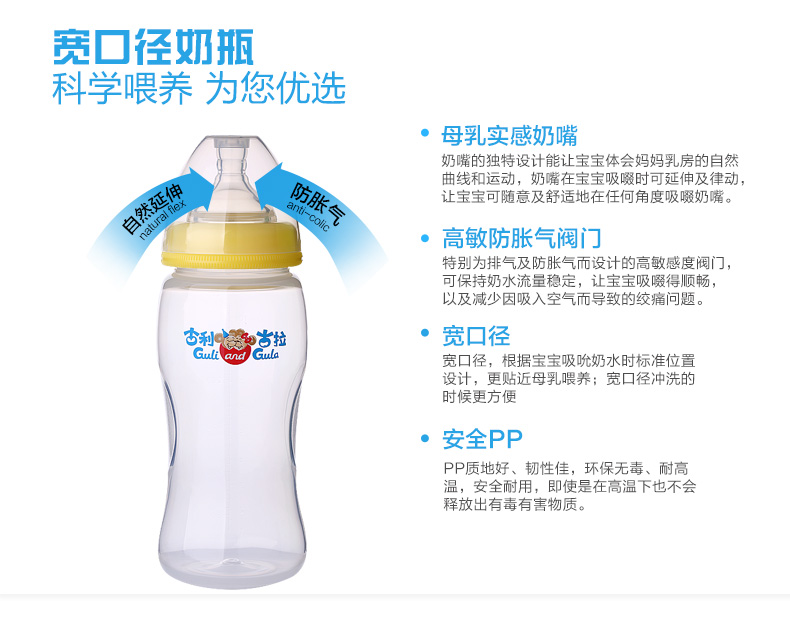 宽口径奶瓶
科学喂养 为您优选
自然延伸
natural flex
防胀气
anti-colic
古利和古拉
Guli and Gula
母乳实感奶嘴
奶嘴的独特设计能让宝宝体会妈妈乳房的自然
曲线和运动，奶嘴在宝宝吸啜时可延伸及律动，
让宝宝可随意及舒适地在任何角度吸啜奶嘴。
高敏防胀气阀门
特别为排气及防胀气而设计的高敏感度阀门，
可保持奶水流量稳定，让宝宝吸啜得顺畅，
以及减少因吸入空气而导致的绞痛问题。
宽口径
宽口径，根据宝宝吸吮奶水时标准位置
设计，更贴近母乳喂养；宽口径冲洗的
时候更方便
安全PP
PP质地好、韧性佳，环保无毒、耐高
温，安全耐用，即使是在高温下也不会
释放出有毒有害物质。